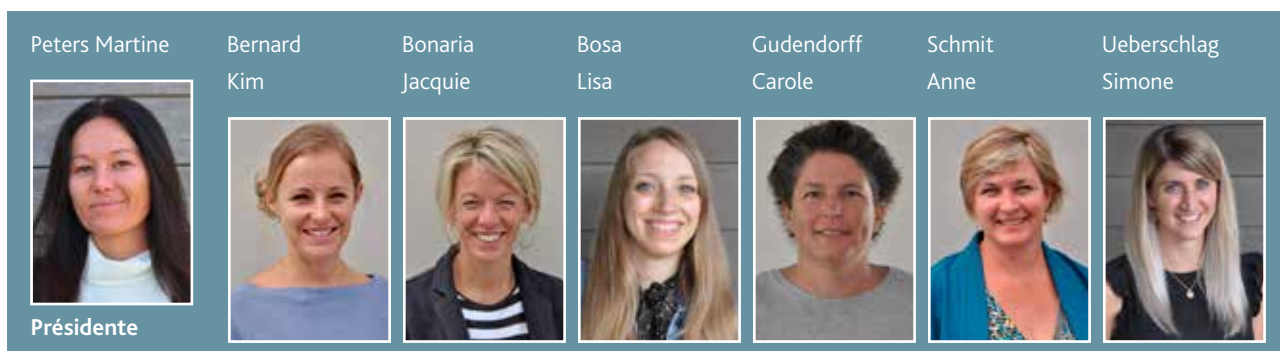 Peters Martine
Présidente
Bernard
Kim
Bonaria
Jacquie
Bosa
Lisa
Gudendorff
Carole
Schmit
Anne
Ueberschlag
Simone